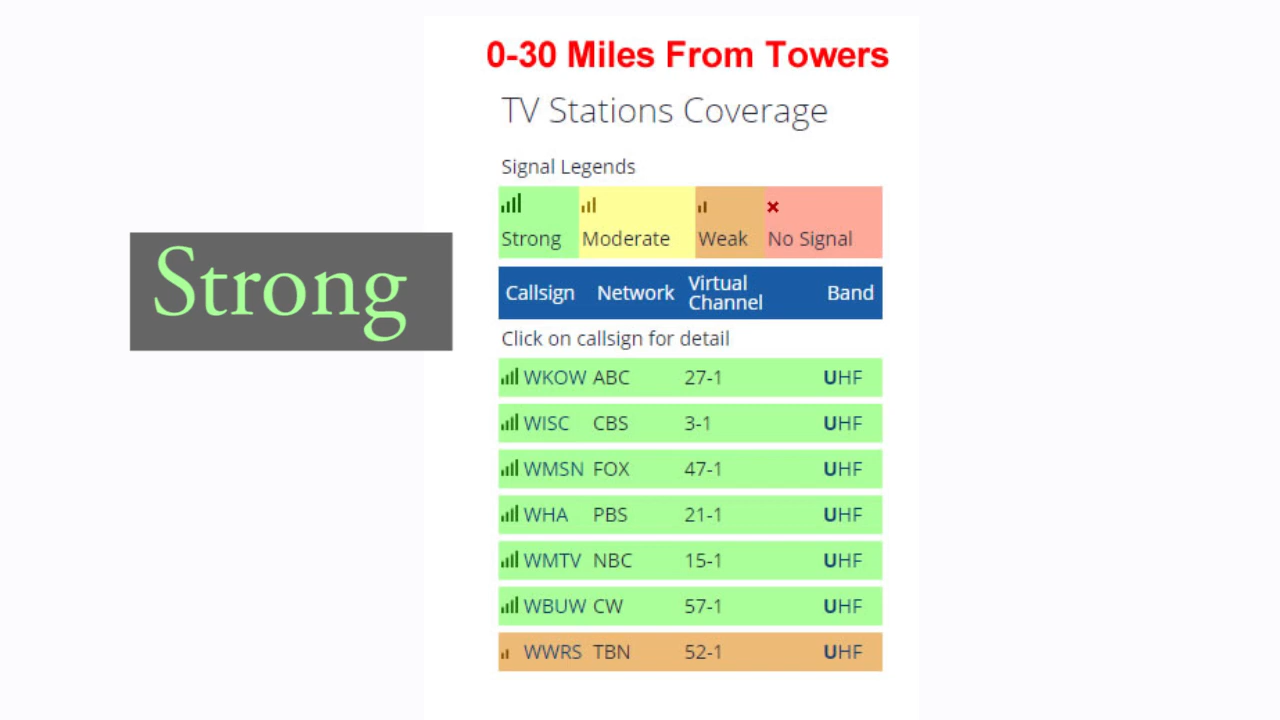 0-30 Miles From Towers
TV Stations Coverage
Signal Legends
Strong Moderate Weak No Signal
Strong
Callsign Network Virtual Channel Band
Click on callsign for detail
WKOW ABC 27-1 UHF
WISC CBS 3-1 UHF
WMSN FOX 47-1 UHF
WHA PBS 21-1 UHF
WMTV NBC 15-1 UHF
WBUW CW 57-1 UHF
WWRS TBN 52-1 UHF